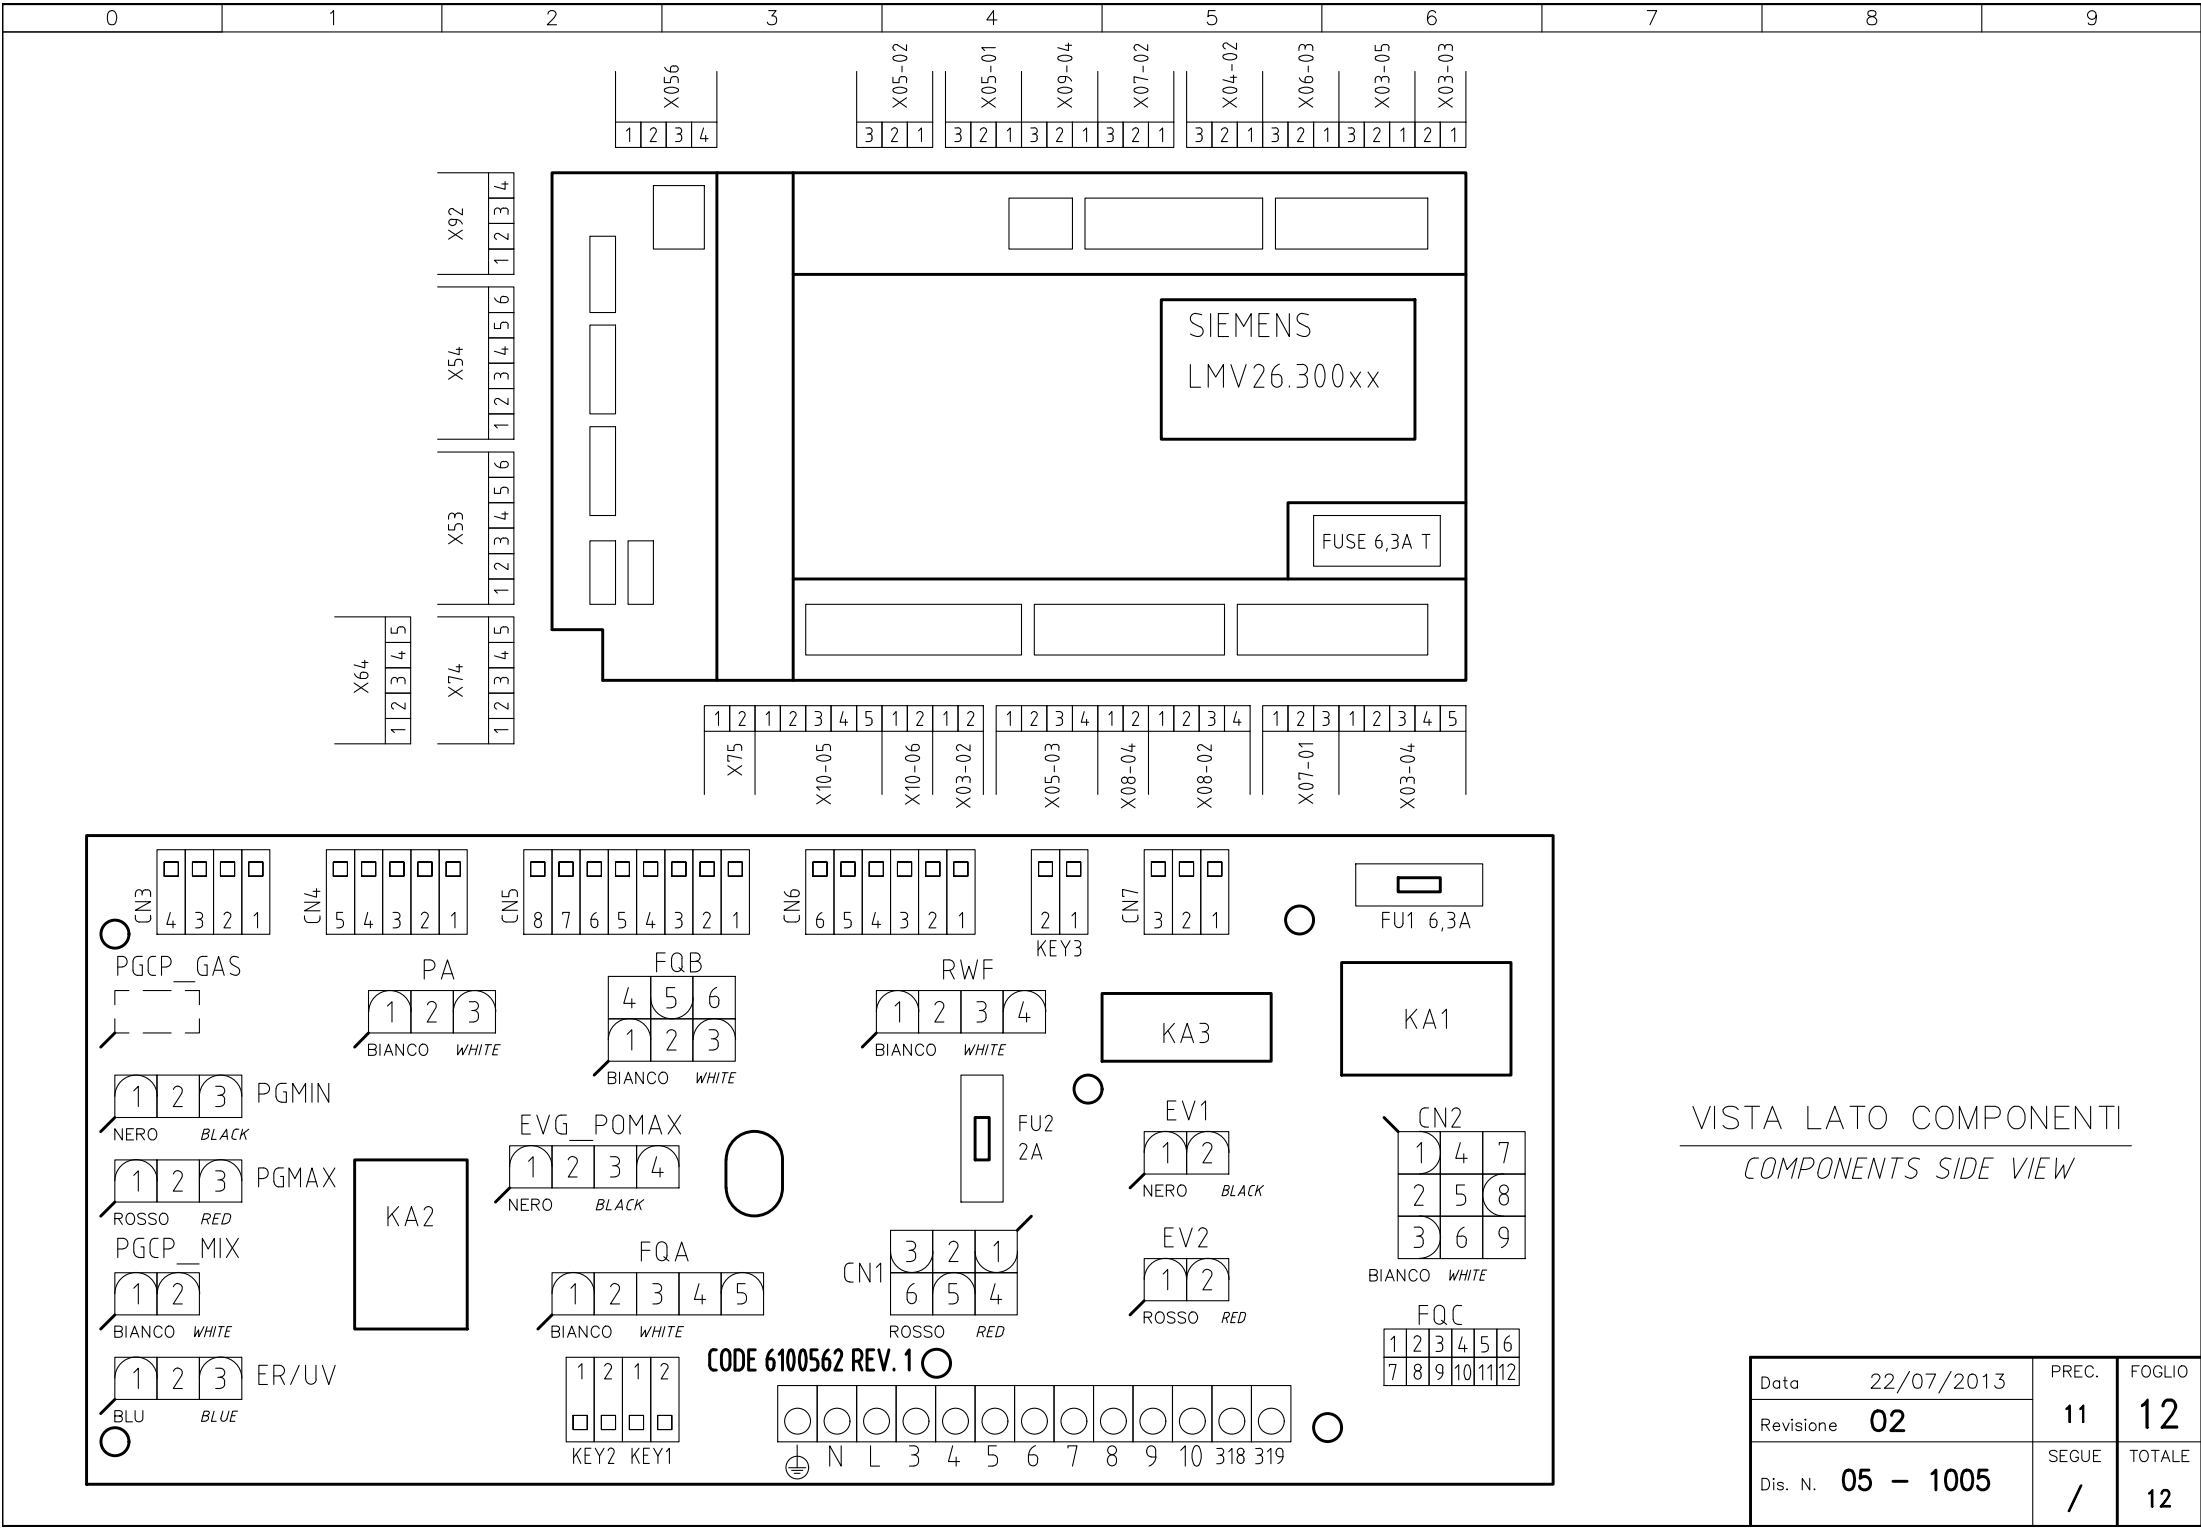 0 1 2 3 4 5 6 7 8 9
X056 X05-02 X05-01 X09-04 X07-02 X04-02 X06-03 X03-05 X03-03
1 2 3 4 3 2 1 3 2 1 3 2 1 3 2 1 3 2 1 3 2 1 3 2 1 2 1
X92
1 2 3 4
X54
1 2 3 4 5 6
X53
1 2 3 4 5 6
X64
1 2 3 4 5
X74
1 2 3 4 5
SIEMENS
LMV26.300xx
FUSE 6,3A T
1 2 1 2 3 4 5 1 2 1 2 1 2 3 4 1 2 1 2 3 4 1 2 3 1 2 3 4 5
X75 X10-05 X10-06 X03-02 X05-03 X08-04 X08-02 X07-01 X03-04
CN3
4 3 2 1
CN4
5 4 3 2 1
CN5
8 7 6 5 4 3 2 1
CN6
6 5 4 3 2 1
2 1
KEY3
CN7
3 2 1
FU1 6,3A
PGCP_GAS
PA
1 2 3
BIANCO WHITE
FQB
4 5 6
1 2 3
BIANCO WHITE
RWF
1 2 3 4
BIANCO WHITE
KA3
KA1
1 2 3 PGMIN
NERO BLACK
1 2 3 PGMAX
ROSSO RED
PGCP_MIX
1 2
BIANCO WHITE
1 2 3 ER/UV
BLU BLUE
KA2
EVG_POMAX
1 2 3 4
NERO BLACK
FQA
1 2 3 4 5
BIANCO WHITE
1 2 1 2
KEY2 KEY1
FU2
2A
CN1
3 2 1
6 5 4
ROSSO RED
EV1
1 2
NERO BLACK
EV2
1 2
ROSSO RED
CN2
1 4 7
2 5 8
3 6 9
BIANCO WHITE
FQC
1 2 3 4 5 6
7 8 9 10 11 12
CODE 6100562 REV. 1
N L 3 4 5 6 7 8 9 10 318 319
VISTA LATO COMPONENTI
COMPONENTS SIDE VIEW
Data 22/07/2013
Revisione 02
Dis. N. 05 - 1005
PREC.
11
FOGLIO
12
SEGUE
/
TOTALE
12